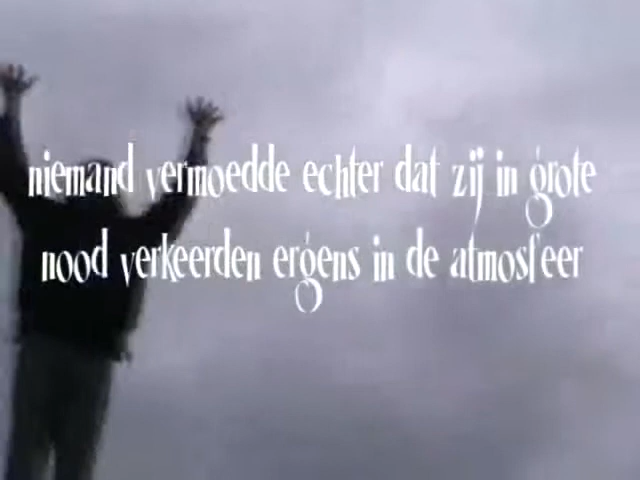 niemand vermoedde echter dat zij in grote
nood verkeerden ergens in de atmosfeer